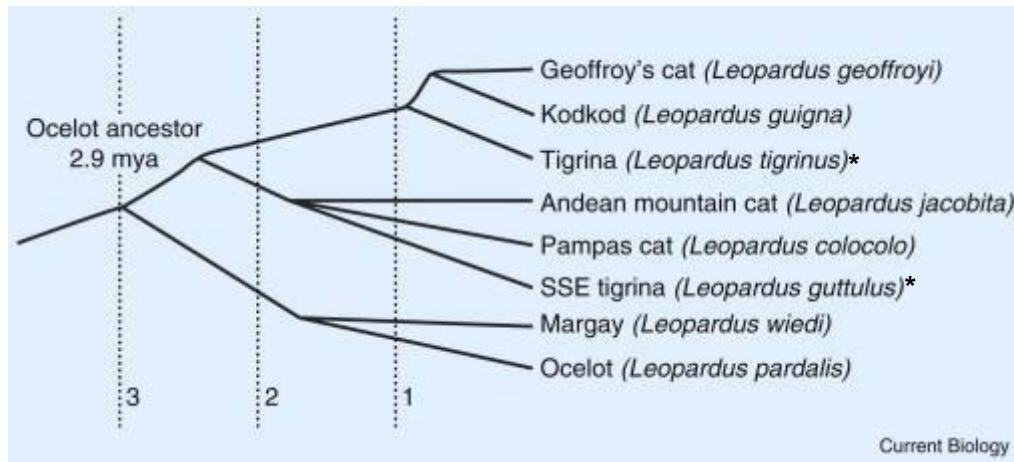 Geoffroy's cat (Leopardus geoffroyi)
Kodkod (Leopardus guigna)
Ocelot ancestor
2.9 mya
Tigrina (Leopardus tigrinus)*
Andean mountain cat (Leopardus jacobita)
Pampas cat (Leopardus colocolo)
SSE tigrina (Leopardus guttulus)*
Margay (Leopardus wiedi)
Ocelot (Leopardus pardalis)
3 2 1
Current Biology